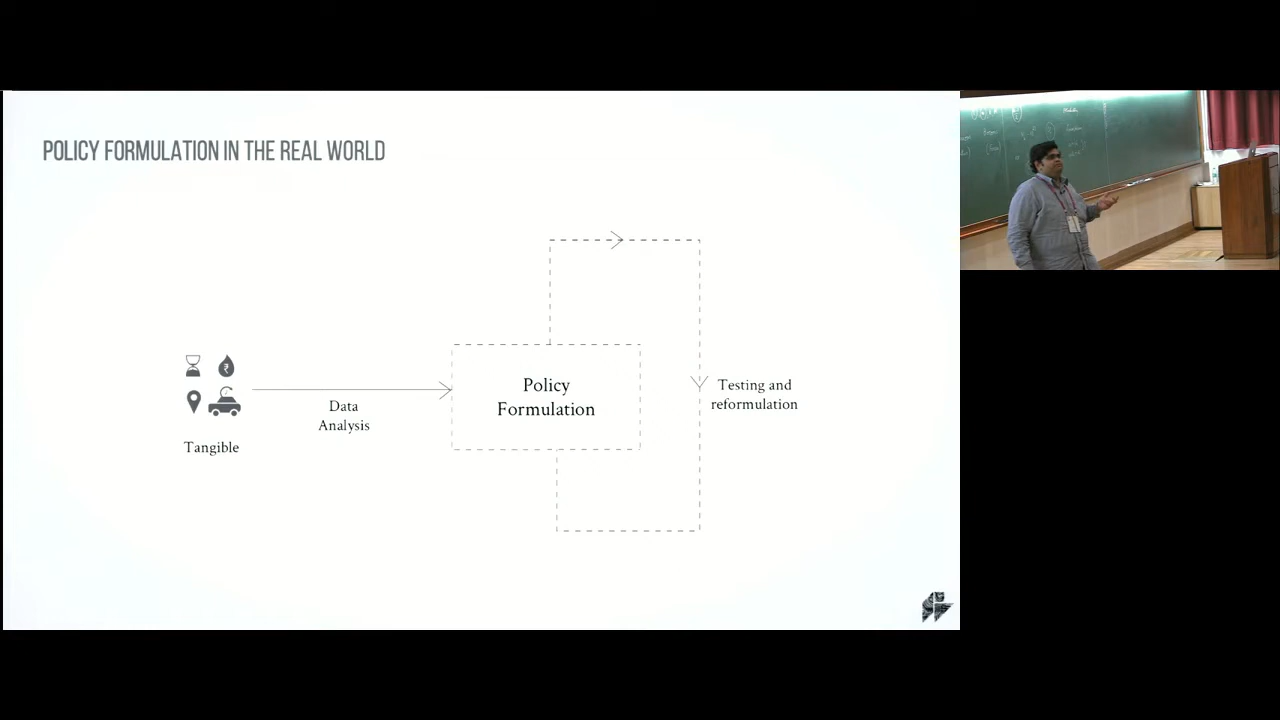 POLICY FORMULATION IN THE REAL WORLD
₹
Tangible
Data
Analysis
Policy
Formulation
Testing and
reformulation